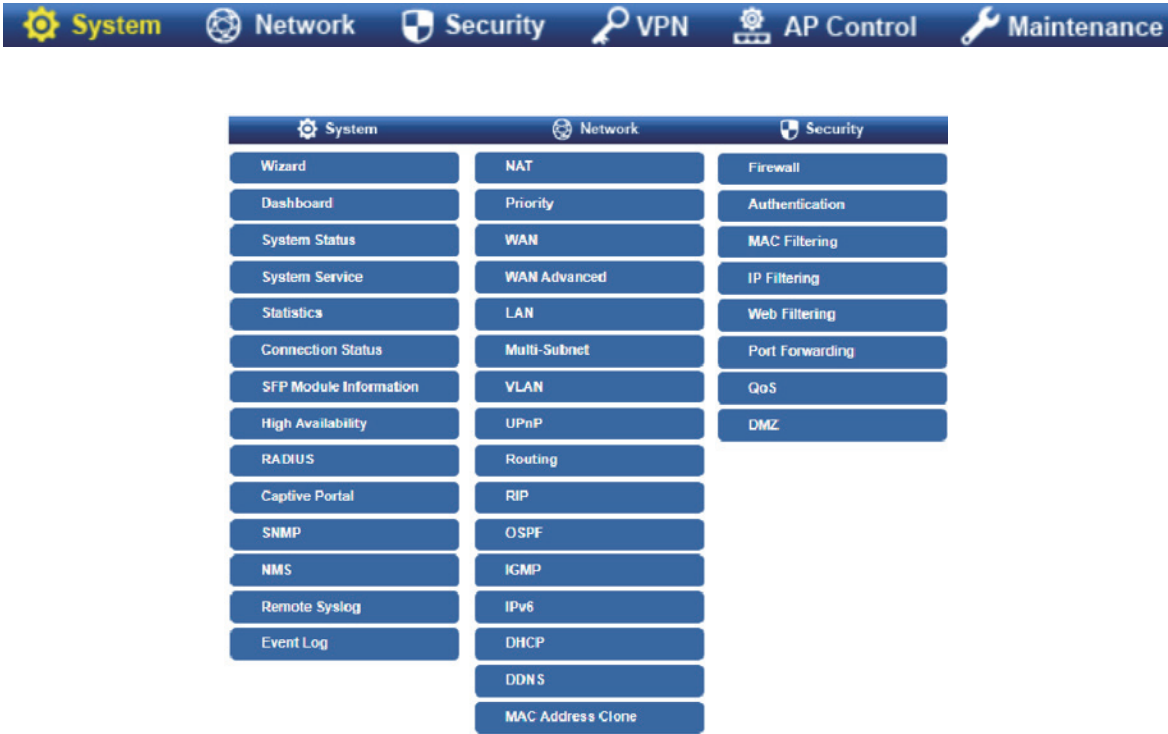 System Network Security VPN AP Control Maintenance
System Network Security
Wizard NAT Firewall
Dashboard Priority Authentication
System Status WAN MAC Filtering
System Service WAN Advanced IP Filtering
Statistics LAN Web Filtering
Connection Status Multi-Subnet Port Forwarding
SFP Module Information VLAN QoS
High Availability UPnP DMZ
RADIUS Routing
Captive Portal RIP
SNMP OSPF
NMS IGMP
Remote Syslog IPv6
Event Log DHCP
DDNS
MAC Address Clone